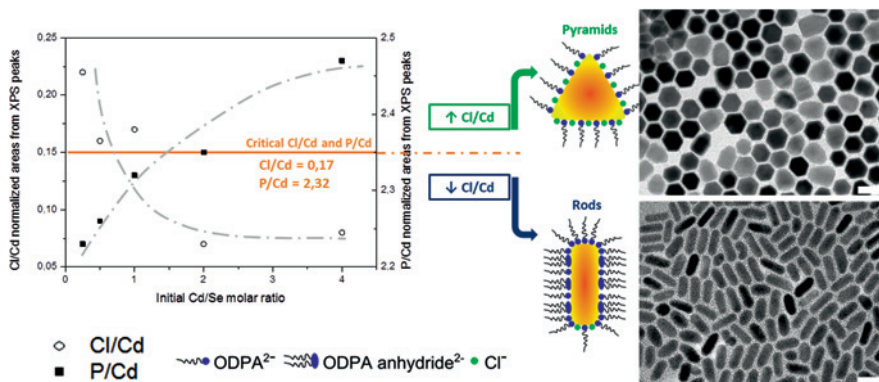 Cl/Cd normalized areas from XPS peaks
0,25
0,20
0,15
0,10
0,05
0
1
2
3
4
Initial Cd/Se molar ratio
2,5
2,4
2,3
2,2
P/Cd normalized areas from XPS peaks
Critical Cl/Cd and P/Cd
Cl/Cd = 0,17
P/Cd = 2,32
Cl/Cd
P/Cd
↑ Cl/Cd
↓ Cl/Cd
Pyramids
Rods
ODPA²⁻
ODPA anhydride²⁻
Cl⁻